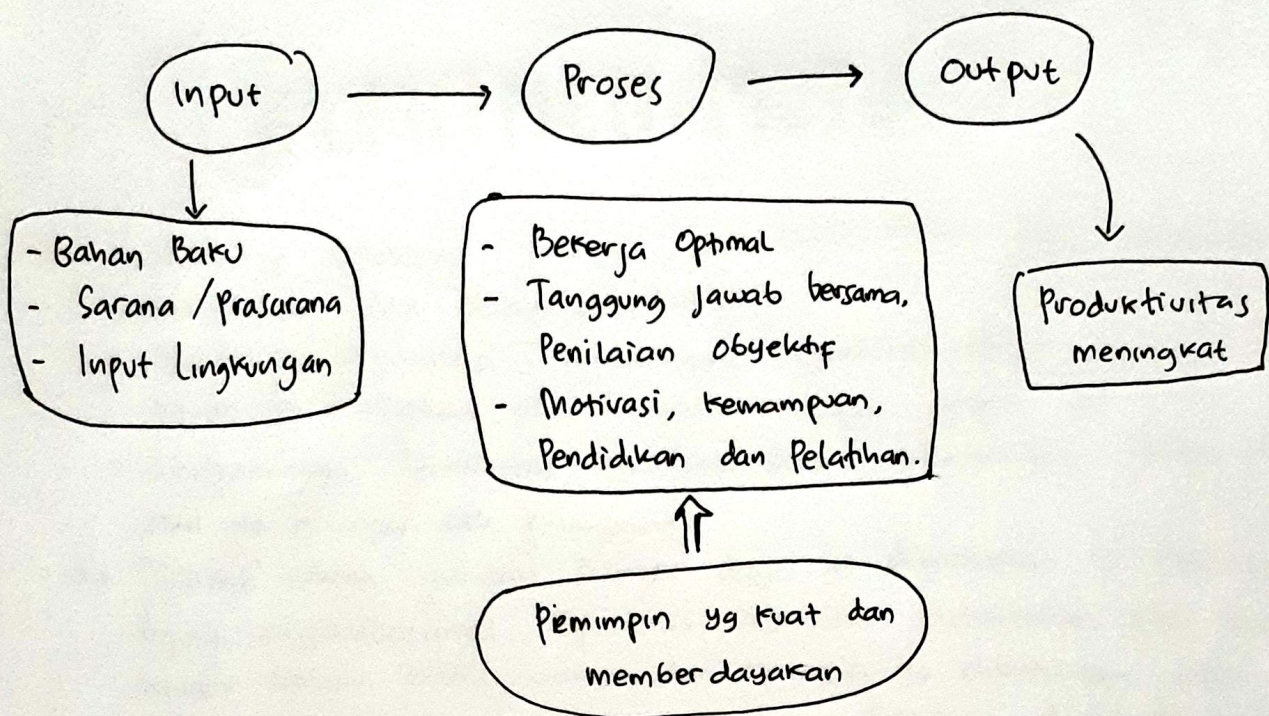 Input
Proses
Output
- Bahan Baku
- Sarana / Prasarana
- Input Lingkungan
- Bekerja Optimal
- Tanggung jawab bersama,
Penilaian Obyektif
- Motivasi, Kemampuan,
Pendidikan dan Pelatihan.
Produktivitas
meningkat
Pemimpin yg kuat dan
memberdayakan